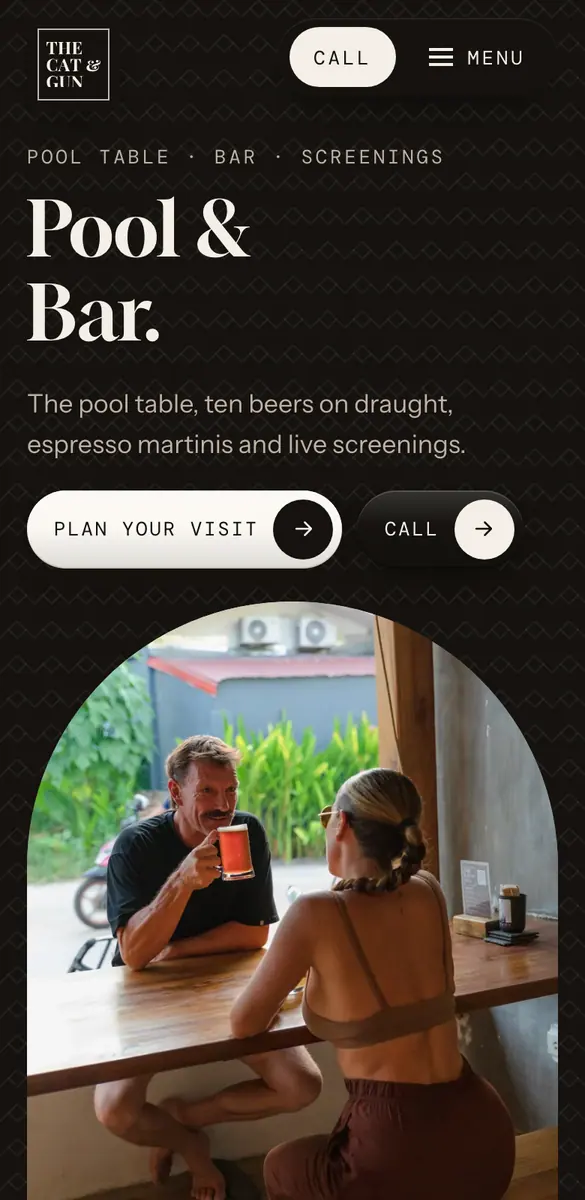 THE
CAT &
GUN
CALL
MENU
POOL TABLE · BAR · SCREENINGS
Pool &
Bar.
The pool table, ten beers on draught,
espresso martinis and live screenings.
PLAN YOUR VISIT
CALL